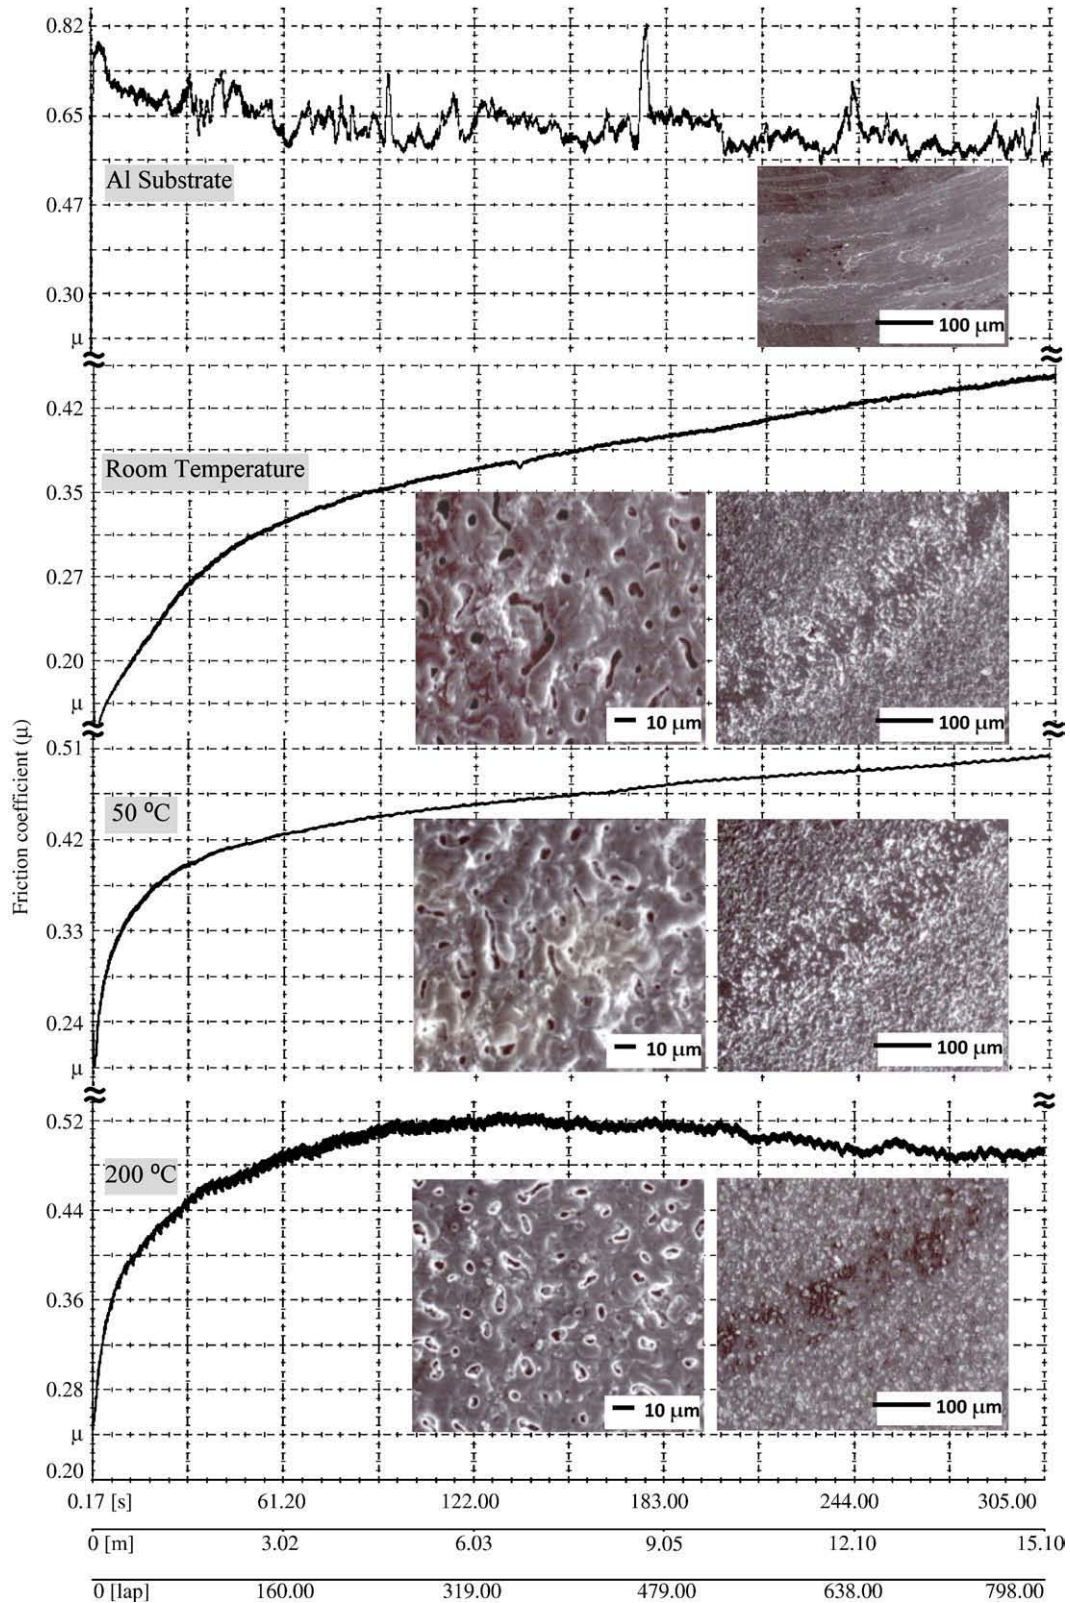 0.82
0.65
Al Substrate
0.47
0.30
μ
100 μm
0.42
Room Temperature
0.35
0.27
0.20
μ
10 μm
100 μm
Friction coefficient (μ)
0.51
50 ⁰C
0.42
0.33
0.24
10 μm
100 μm
μ
0.52
200 ⁰C
0.44
0.36
0.28
10 μm
100 μm
μ
0.20
0.17 [s] 61.20 122.00 183.00 244.00 305.00
0 [m] 3.02 6.03 9.05 12.10 15.10
0 [lap] 160.00 319.00 479.00 638.00 798.00